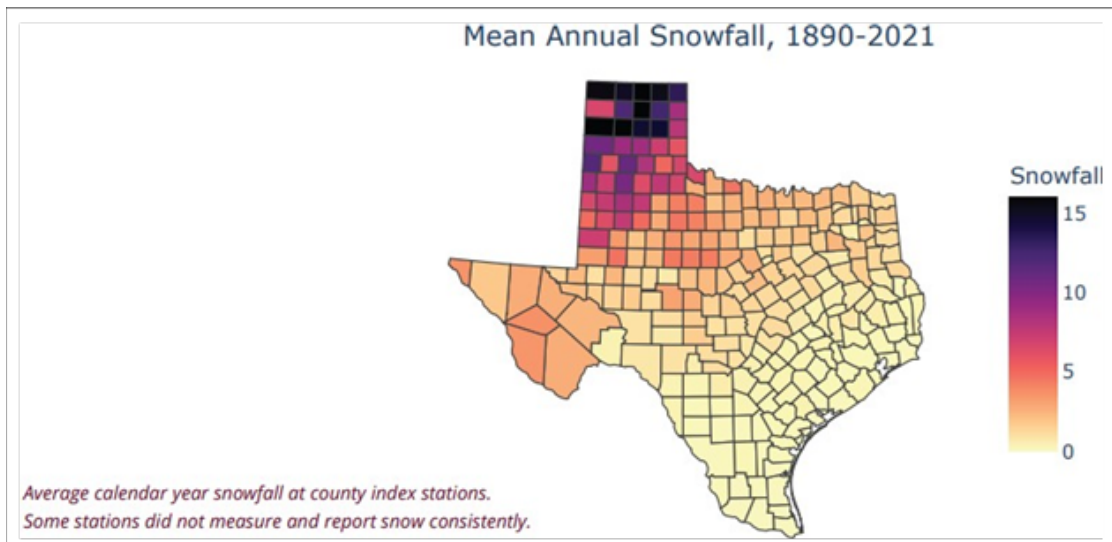 Mean Annual Snowfall, 1890-2021
Snowfall
15
10
5
0
Average calendar year snowfall at county index stations.
Some stations did not measure and report snow consistently.